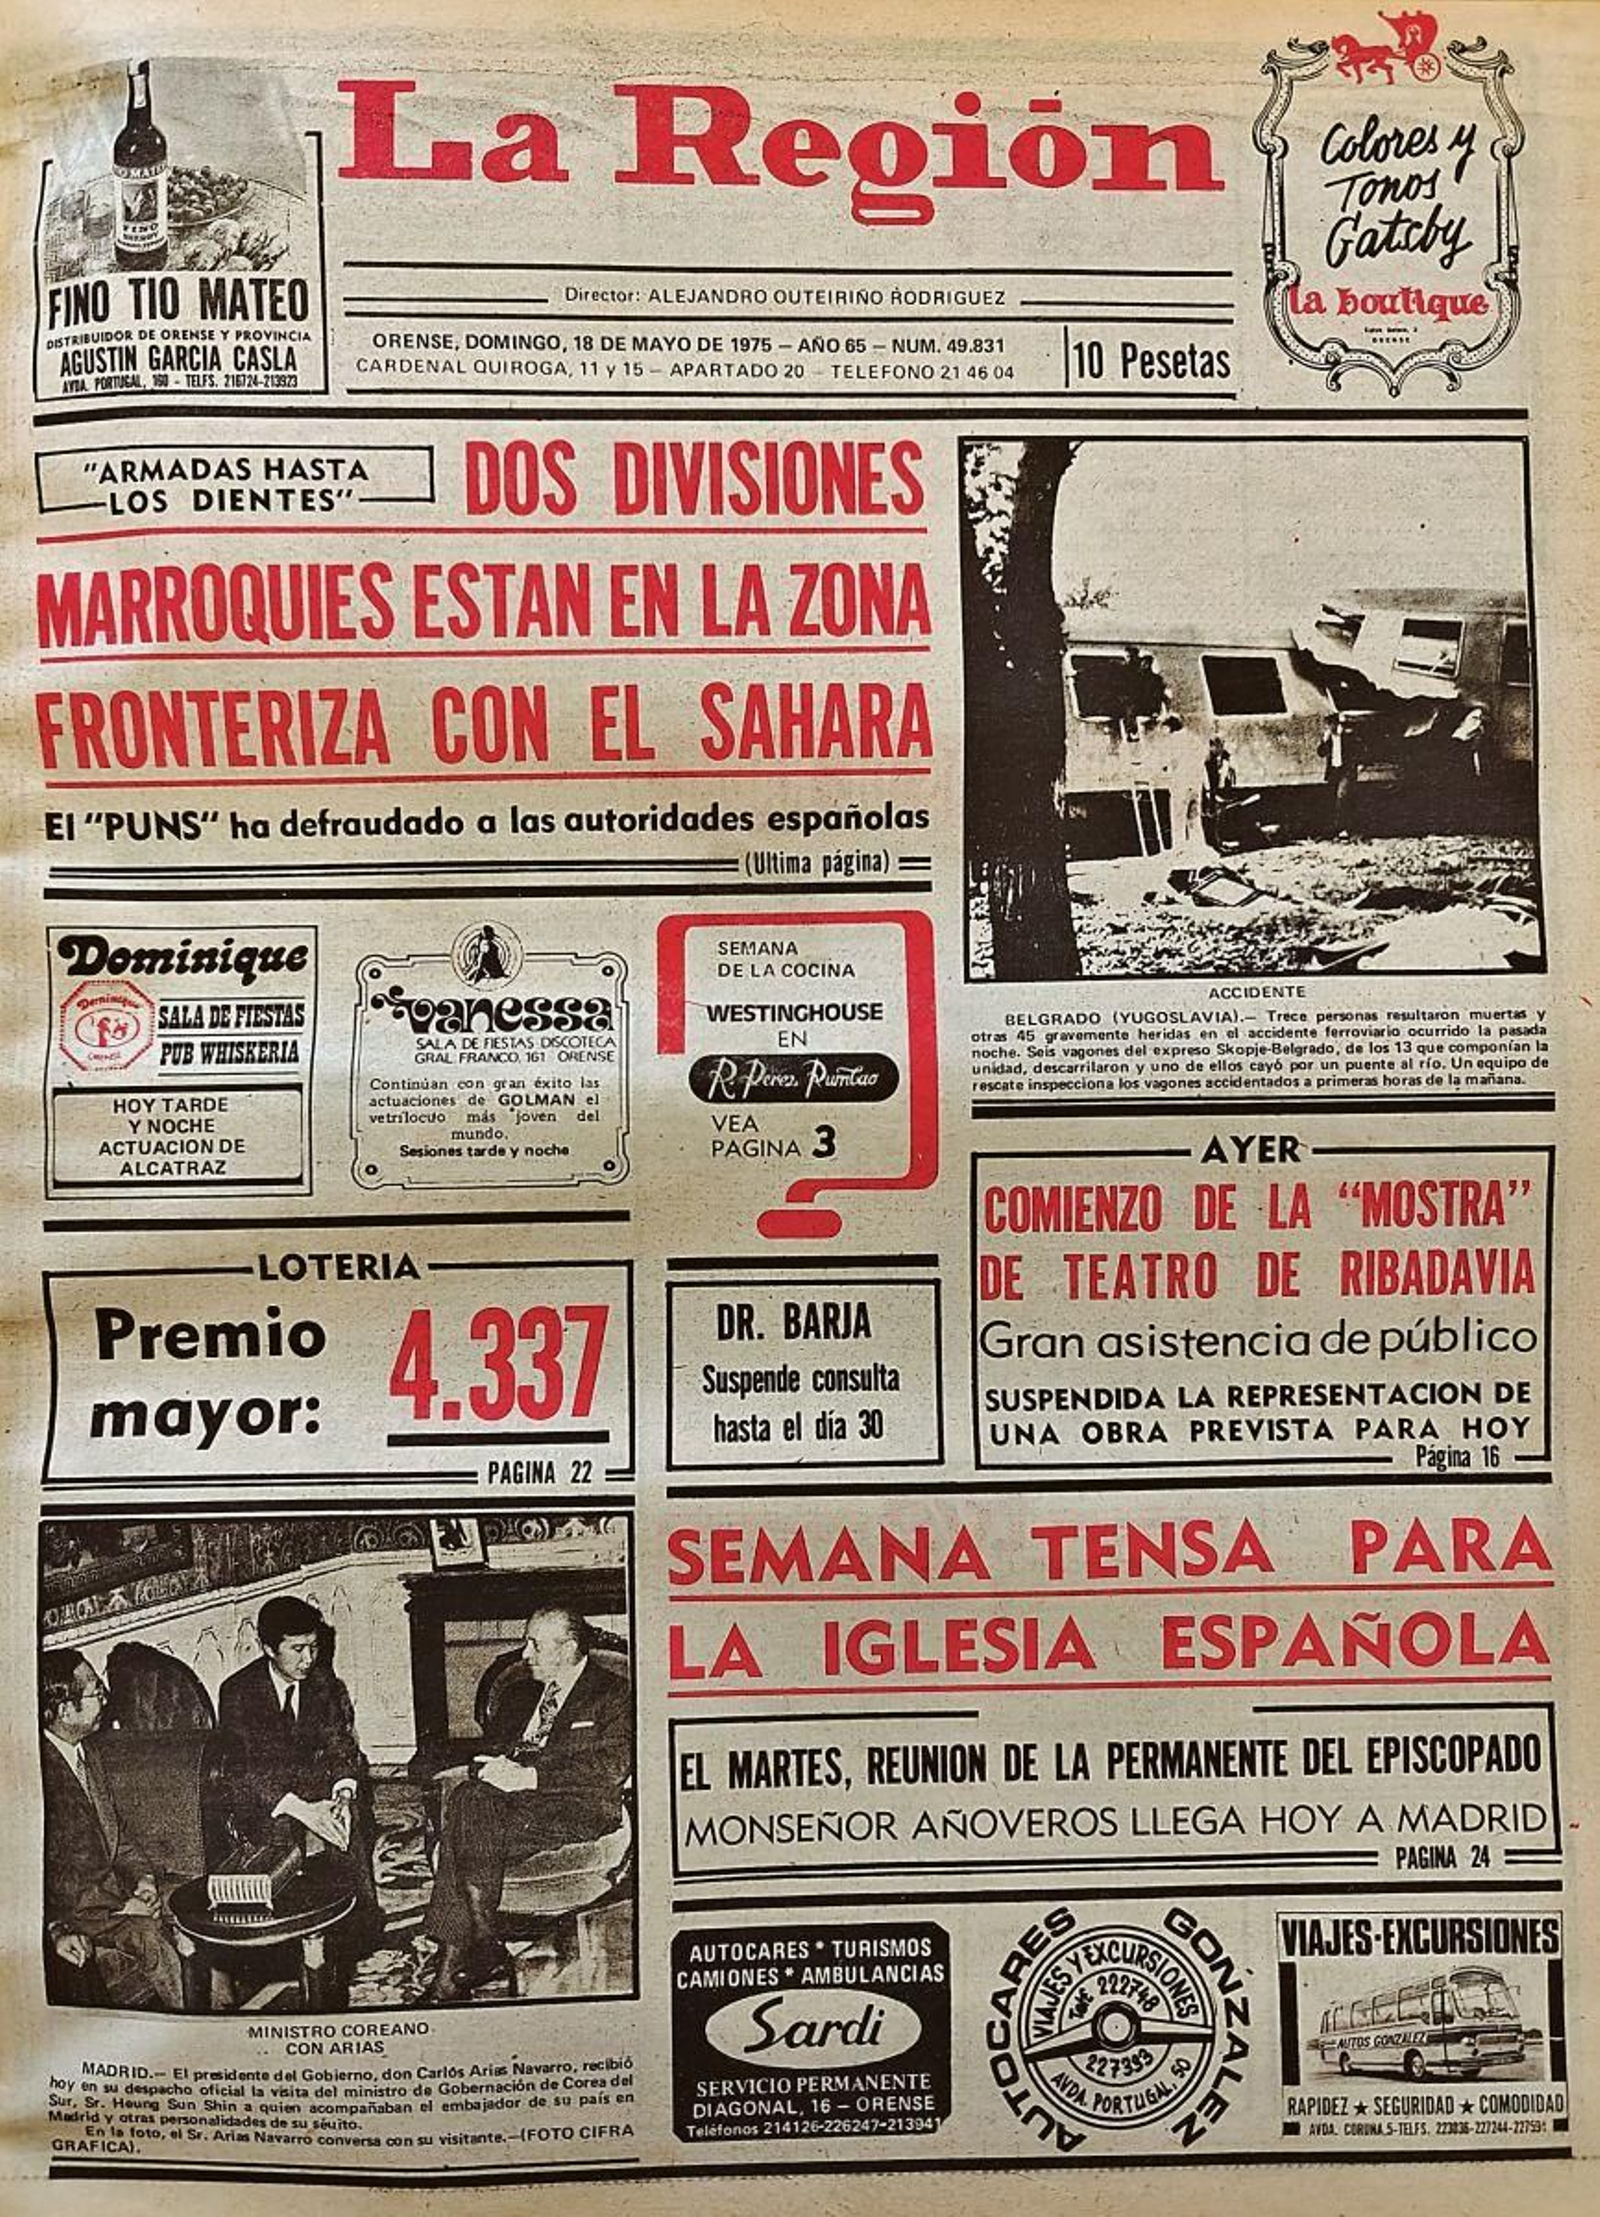 FINO TIO MATEO
DISTRIBUIDOR DE ORENSE Y PROVINCIA
AGUSTIN GARCIA CASLA
AVDA. PORTUGAL, 160 - TELFS. 216724-213923
La Región
Director: ALEJANDRO OUTEIRIÑO RODRIGUEZ
ORENSE, DOMINGO, 18 DE MAYO DE 1975 — AÑO 65 — NUM. 49.831
CARDENAL QUIROGA, 11 y 15 — APARTADO 20 — TELEFONO 21 46 04
10 Pesetas
Colores y
Tonos
Gatsby
la boutique
ORENSE
"ARMADAS HASTA
LOS DIENTES"
DOS DIVISIONES
MARROQUIES ESTAN EN LA ZONA
FRONTERIZA CON EL SAHARA
El "PUNS" ha defraudado a las autoridades españolas
(Ultima página)
ACCIDENTE
BELGRADO (YUGOSLAVIA).— Trece personas resultaron muertas y
otras 45 gravemente heridas en el accidente ferroviario ocurrido la pasada
noche. Seis vagones del expreso Skopje-Belgrado, de los 13 que componían la
unidad, descarrilaron y uno de ellos cayó por un puente al río. Un equipo de
rescate inspecciona los vagones accidentados a primeras horas de la mañana.
Dominique
Dominique
ORENSE
SALA DE FIESTAS
PUB WHISKERIA
HOY TARDE
Y NOCHE
ACTUACION DE
ALCATRAZ
vanessa
SALA DE FIESTAS DISCOTECA
GRAL FRANCO, 161 ORENSE
Continúan con gran éxito las
actuaciones de GOLMAN el
vetrílocuo más joven del
mundo.
Sesiones tarde y noche
SEMANA
DE LA COCINA
WESTINGHOUSE
EN
R. Perez Rumbao
VEA
PAGINA 3
AYER
COMIENZO DE LA "MOSTRA"
DE TEATRO DE RIBADAVIA
Gran asistencia de público
SUSPENDIDA LA REPRESENTACION DE
UNA OBRA PREVISTA PARA HOY
Página 16
LOTERIA
Premio
mayor:
4.337
PAGINA 22
DR. BARJA
Suspende consulta
hasta el día 30
SEMANA TENSA PARA
LA IGLESIA ESPAÑOLA
EL MARTES, REUNION DE LA PERMANENTE DEL EPISCOPADO
MONSEÑOR AÑOVEROS LLEGA HOY A MADRID
PAGINA 24
MINISTRO COREANO
CON ARIAS
MADRID.— El presidente del Gobierno, don Carlós Arias Navarro, recibió
hoy en su despacho oficial la visita del ministro de Gobernación de Corea del
Sur, Sr. Heung Sun Shin a quien acompañaban el embajador de su país en
Madrid y otras personalidades de su séuito.
En la foto, el Sr. Arias Navarro conversa con su visitante.—(FOTO CIFRA
GRAFICA).
AUTOCARES * TURISMOS
CAMIONES * AMBULANCIAS
Sardi
SERVICIO PERMANENTE
DIAGONAL, 16 — ORENSE
Teléfonos 214126-226247-213941
AUTOCARES GONZALEZ
VIAJES Y EXCURSIONES
222748
227393
AVDA. PORTUGAL, 50
VIAJES-EXCURSIONES
AUTOS GONZALEZ
RAPIDEZ ★ SEGURIDAD ★ COMODIDAD
AVDA. CORUNA, 5-TELFS. 223036-227244-227591